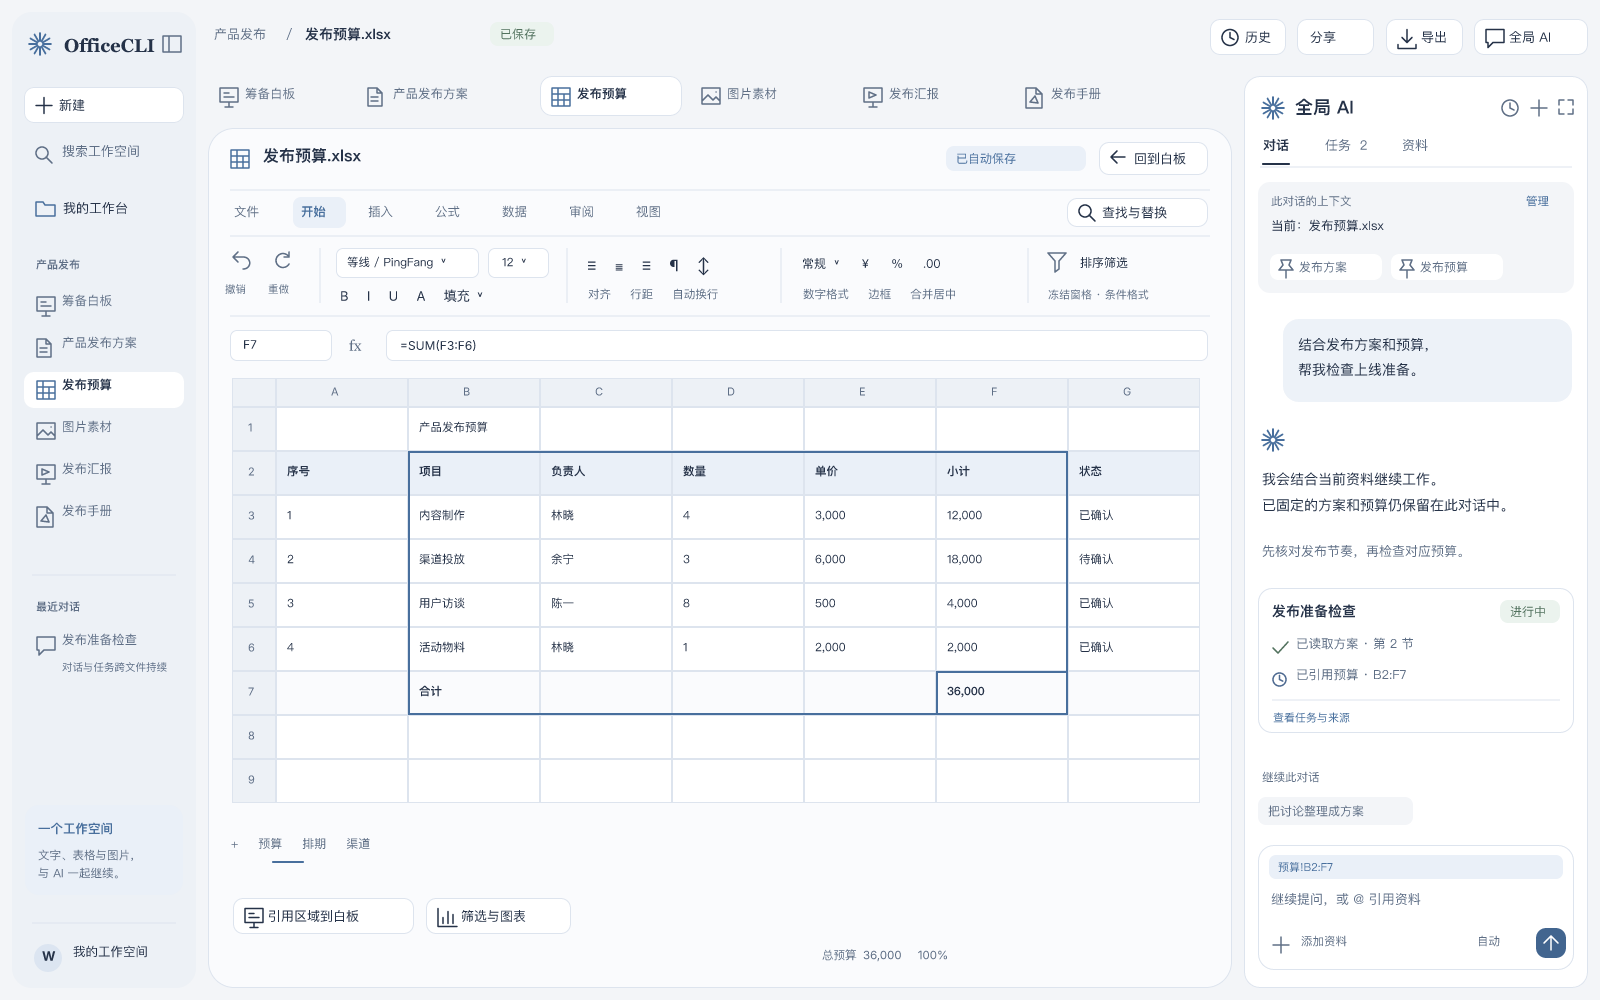 OfficeCLI
新建
搜索工作空间
我的工作台
产品发布
筹备白板
产品发布方案
发布预算
图片素材
发布汇报
发布手册
最近对话
发布准备检查
对话与任务跨文件持续
一个工作空间
文字、表格与图片，
与 AI 一起继续。
W 我的工作空间
产品发布 / 发布预算.xlsx 已保存
历史 分享 导出 全局 AI
筹备白板 产品发布方案 发布预算 图片素材 发布汇报 发布手册
发布预算.xlsx 已自动保存 回到白板
文件 开始 插入 公式 数据 审阅 视图 查找与替换
等线 / PingFang 12 常规 ¥ % .00 排序筛选
撤销 重做 B I U A 填充 对齐 行距 自动换行 数字格式 边框 合并居中 冻结窗格 · 条件格式
F7 fx =SUM(F3:F6)
A B C D E F G
1 产品发布预算
2 序号 项目 负责人 数量 单价 小计 状态
3 1 内容制作 林晓 4 3,000 12,000 已确认
4 2 渠道投放 余宁 3 6,000 18,000 待确认
5 3 用户访谈 陈一 8 500 4,000 已确认
6 4 活动物料 林晓 1 2,000 2,000 已确认
7 合计 36,000
8
9
+ 预算 排期 渠道
引用区域到白板 筛选与图表
总预算 36,000 100%
全局 AI
对话 任务 2 资料
此对话的上下文 管理
当前：发布预算.xlsx
发布方案 发布预算
结合发布方案和预算，
帮我检查上线准备。
我会结合当前资料继续工作。
已固定的方案和预算仍保留在此对话中。
先核对发布节奏，再检查对应预算。
发布准备检查 进行中
已读取方案 · 第 2 节
已引用预算 · B2:F7
查看任务与来源
继续此对话
把讨论整理成方案
预算!B2:F7
继续提问，或 @ 引用资料
添加资料 自动